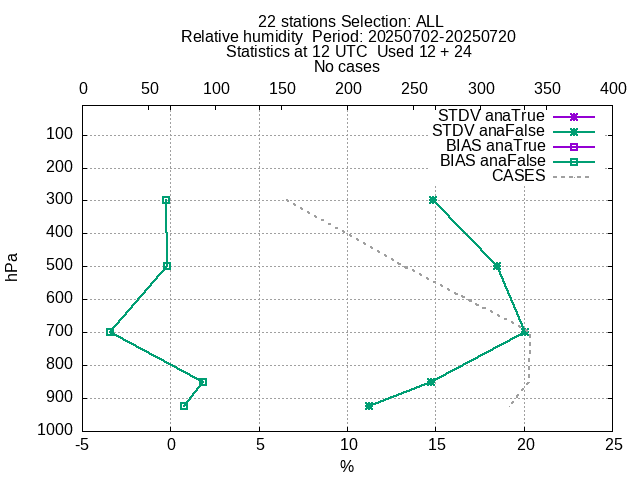 22 stations Selection: ALL
Relative humidity  Period: 20250702-20250720
Statistics at 12 UTC  Used 12 + 24
No cases
0 50 100 150 200 250 300 350 400
STDV anaTrue
STDV anaFalse
BIAS anaTrue
BIAS anaFalse
CASES
100
200
300
400
500
600
700
800
900
1000
hPa
-5 0 5 10 15 20 25
%